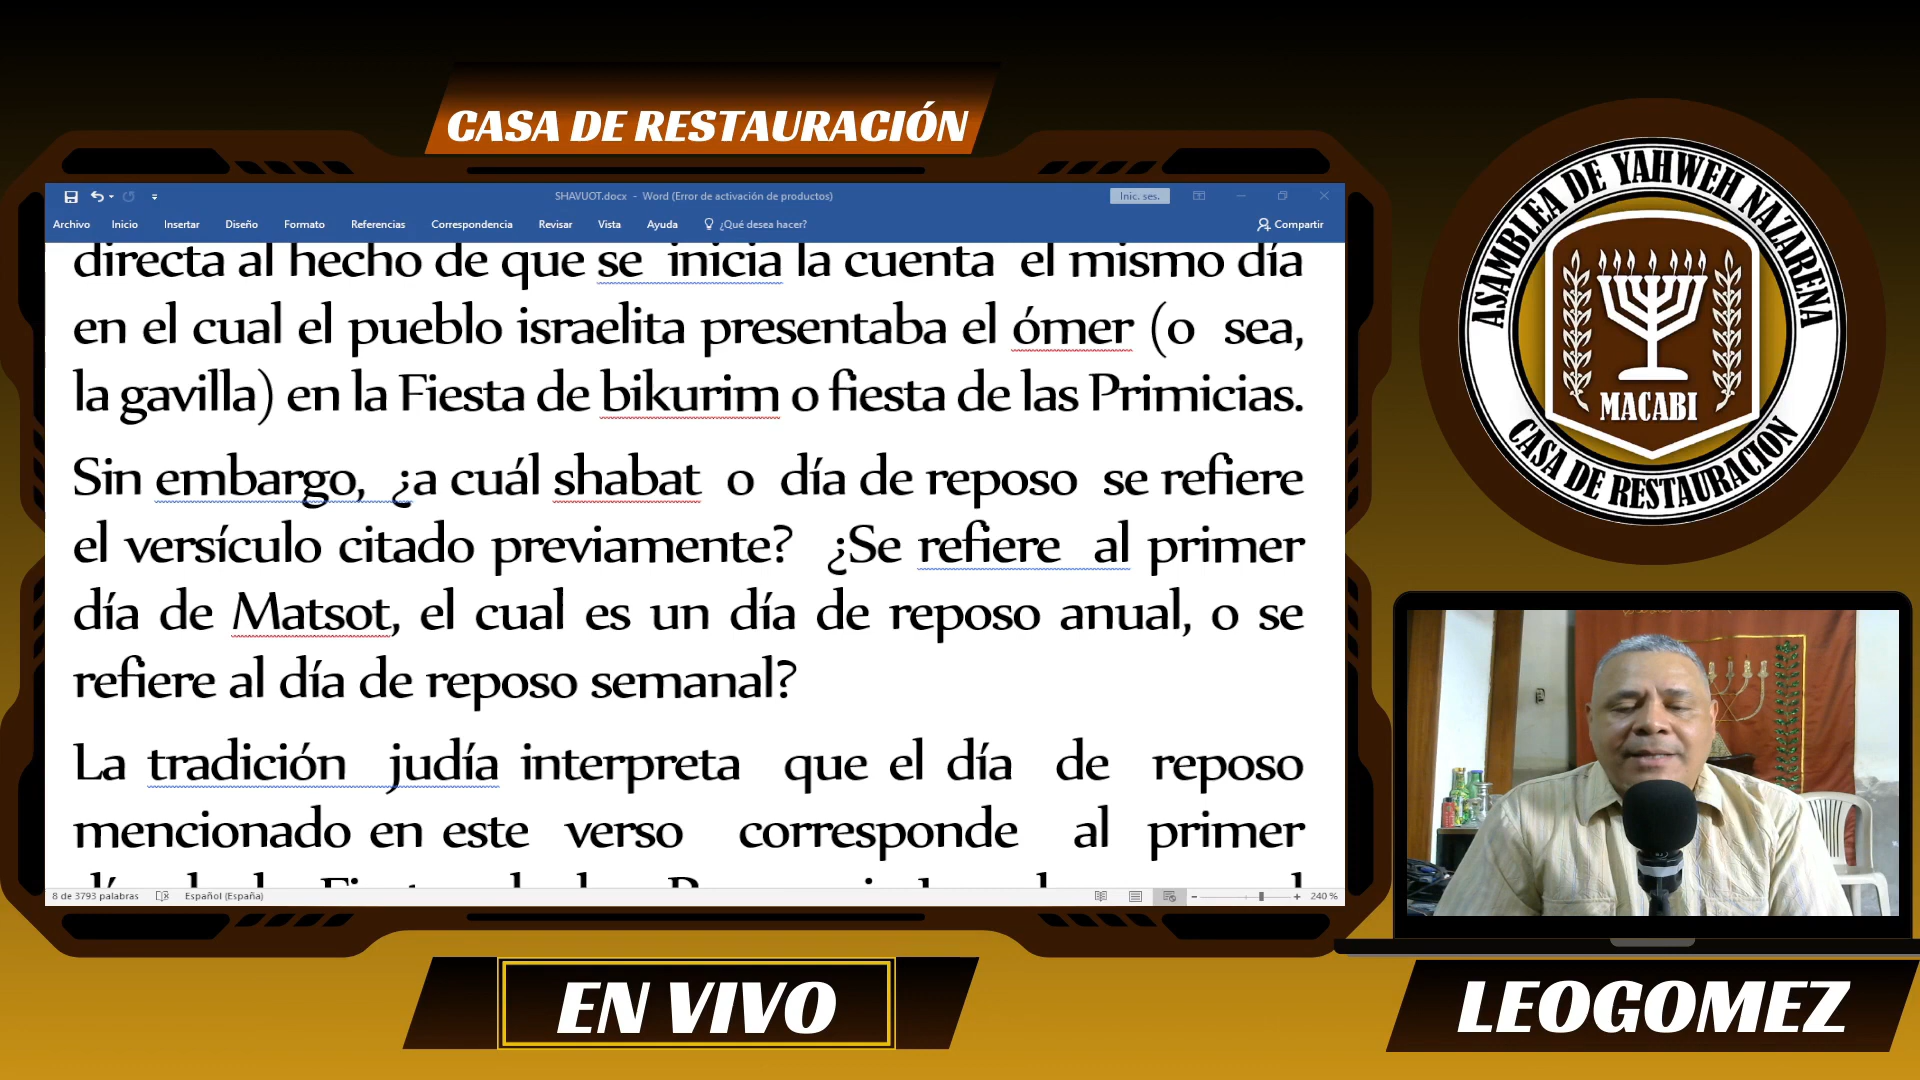 CASA DE RESTAURACIÓN
SHAVUOT.docx - Word (Error de activación de productos)
Inic. ses.
Archivo Inicio Insertar Diseño Formato Referencias Correspondencia Revisar Vista Ayuda ¿Qué desea hacer? Compartir
directa al hecho de que se inicia la cuenta el mismo día
en el cual el pueblo israelita presentaba el ómer (o sea,
la gavilla) en la Fiesta de bikurim o fiesta de las Primicias.
Sin embargo, ¿a cuál shabat o día de reposo se refiere
el versículo citado previamente? ¿Se refiere al primer
día de Matsot, el cual es un día de reposo anual, o se
refiere al día de reposo semanal?
La tradición judía interpreta que el día de reposo
mencionado en este verso corresponde al primer
8 de 3793 palabras Español (España) 240 %
ASAMBLEA DE YAHWEH NAZARENA
MACABI
CASA DE RESTAURACION
EN VIVO
LEOGOMEZ